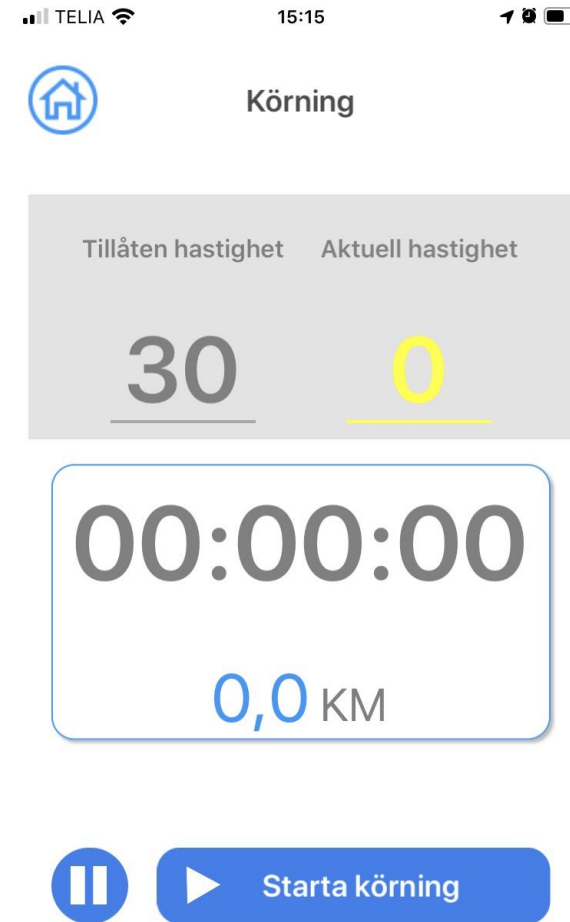 TELIA 15:15
Körning
Tillåten hastighet Aktuell hastighet
30 0
00:00:00
0,0 KM
Starta körning